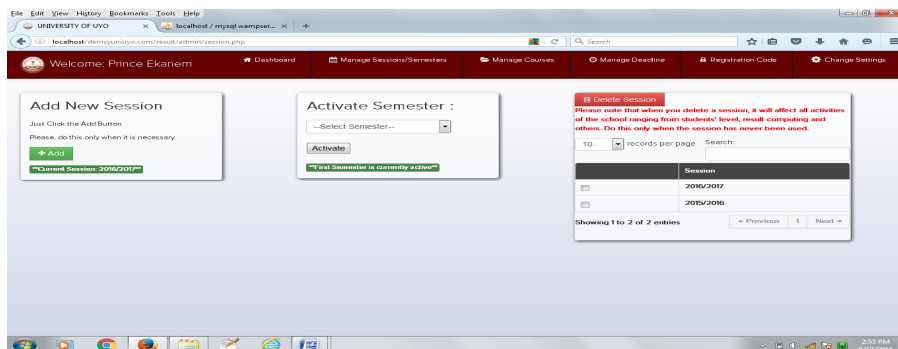 File Edit View History Bookmarks Tools Help
UNIVERSITY OF UYO × localhost / mysql wampser... × +
localhost/demsyuniuyo.com/result/admin/session.php Search
Welcome: Prince Ekanem Dashboard Manage Sessions/Semesters Manage Courses Manage Deadline Registration Code Change Settings
Add New Session
Just Click the Add Button
Please, do this only when it is necessary.
+ Add
**Current Session: 2016/2017**
Activate Semester :
--Select Semester--
Activate
**First Semester is currently active**
Delete Session
Please note that when you delete a session, it will affect all activities
of the school ranging from students' level, result computing and
others. Do this only when the session has never been used.
10 records per page Search:
Session
2016/2017
2015/2016
Showing 1 to 2 of 2 entries
← Previous 1 Next →
2:53 PM